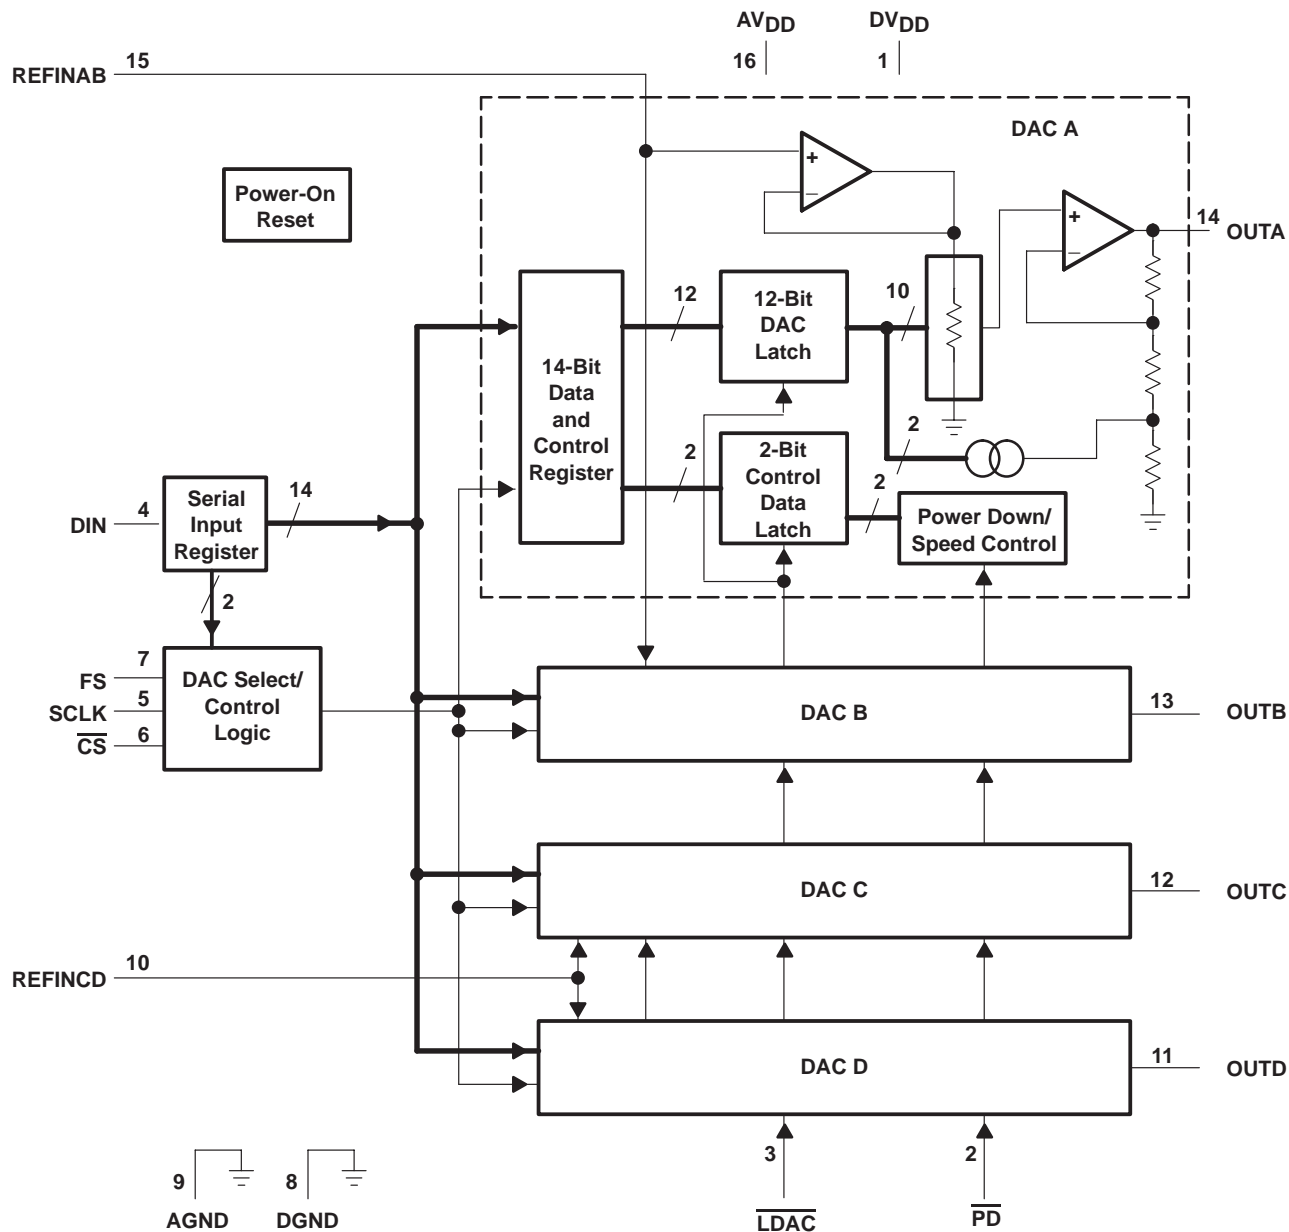 AVDD
DVDD
16
1
REFINAB
15
DAC A
Power-On
Reset
+
−
+
−
14
OUTA
14-Bit
Data
and
Control
Register
12
12-Bit
DAC
Latch
10
2
2
2-Bit
Control
Data
Latch
2
Power Down/
Speed Control
DIN
4
Serial
Input
Register
14
2
7
FS
5
SCLK
6
CS
DAC Select/
Control
Logic
DAC B
13
OUTB
DAC C
12
OUTC
REFINCD
10
DAC D
11
OUTD
9
AGND
8
DGND
3
LDAC
2
PD